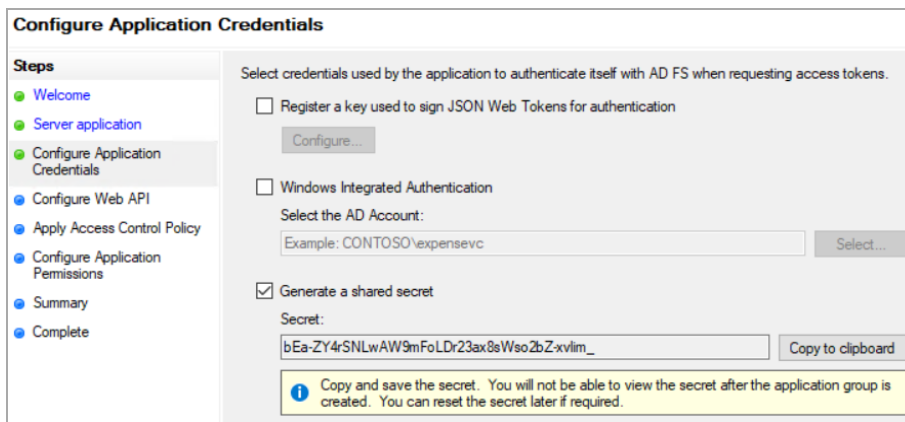 Configure Application Credentials
Steps
Welcome
Server application
Configure Application
Credentials
Configure Web API
Apply Access Control Policy
Configure Application
Permissions
Summary
Complete
Select credentials used by the application to authenticate itself with AD FS when requesting access tokens.
Register a key used to sign JSON Web Tokens for authentication
Configure...
Windows Integrated Authentication
Select the AD Account:
Example: CONTOSO\expensevc
Select...
Generate a shared secret
Secret:
bEa-ZY4rSNLwAW9mFoLDr23ax8sWso2bZ-xvlim_
Copy to clipboard
Copy and save the secret. You will not be able to view the secret after the application group is
created. You can reset the secret later if required.